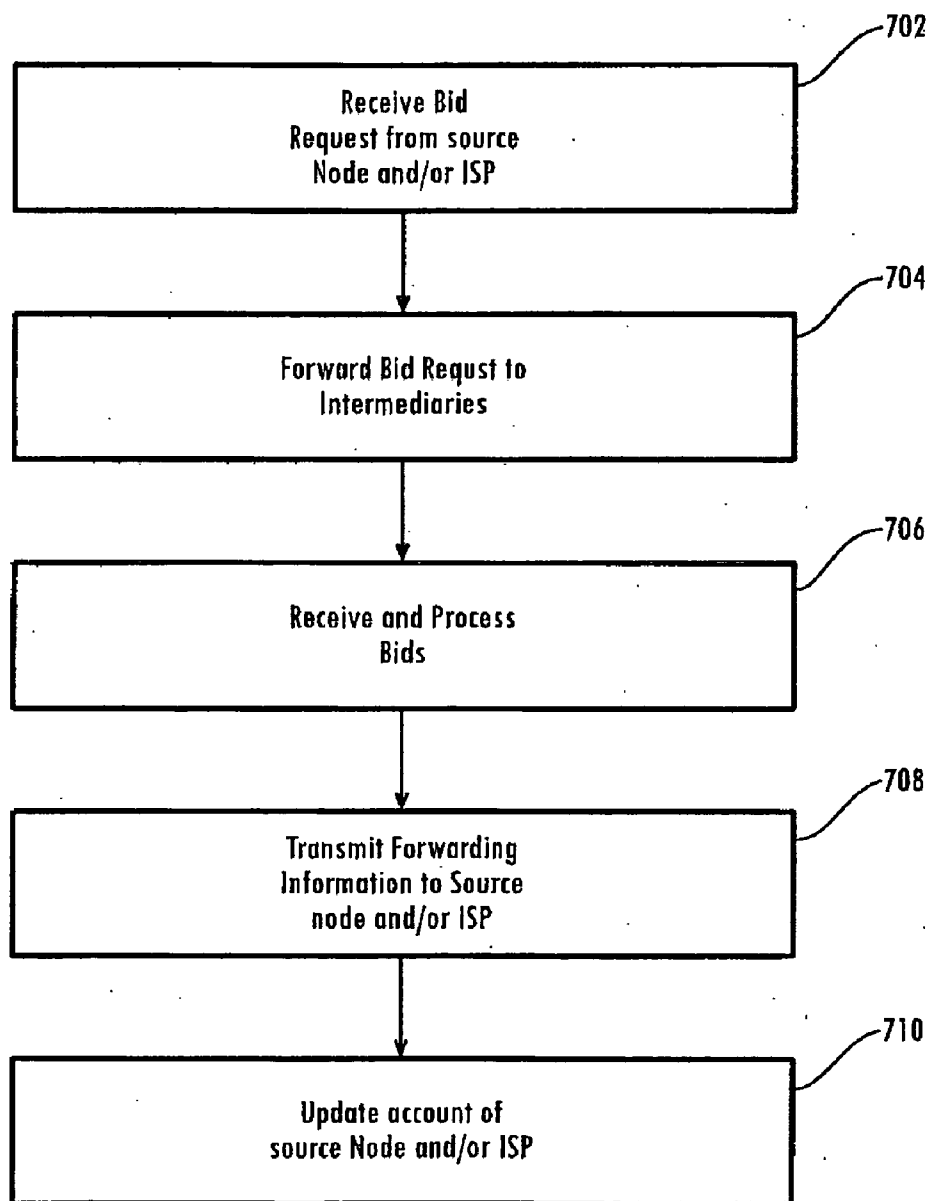 702
Receive Bid
Request from source
Node and/or ISP
704
Forward Bid Requst to
Intermediaries
706
Receive and Process
Bids
708
Transmit Forwarding
Information to Source
node and/or ISP
710
Update account of
source Node and/or ISP